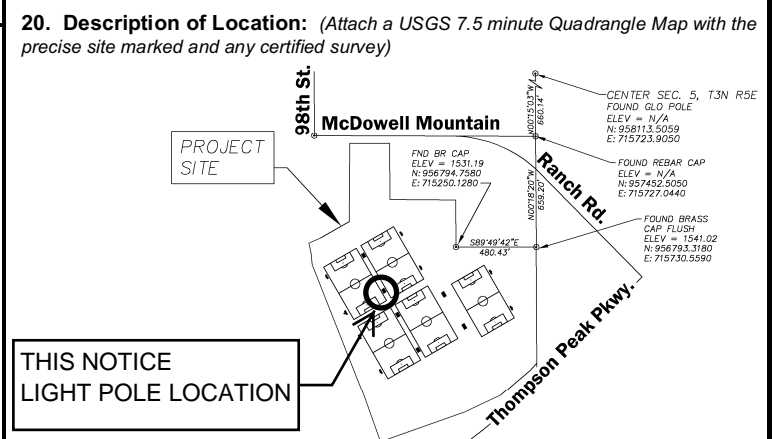 20. Description of Location: (Attach a USGS 7.5 minute Quadrangle Map with the
precise site marked and any certified survey)
98th St.
McDowell Mountain
Ranch Rd.
Thompson Peak Pkwy.
PROJECT
SITE
CENTER SEC. 5, T3N R5E
FOUND GLO POLE
ELEV = N/A
N: 958113.5059
E: 715723.9050
N00°15'03"W
660.14'
FND BR CAP
ELEV = 1531.19
N: 956794.7580
E: 715250.1280
FOUND REBAR CAP
ELEV = N/A
N: 957452.5050
E: 715727.0440
N00°18'20"W
659.20'
S89°49'42"E
480.43'
FOUND BRASS
CAP FLUSH
ELEV = 1541.02
N: 956793.3180
E: 715730.5590
THIS NOTICE
LIGHT POLE LOCATION